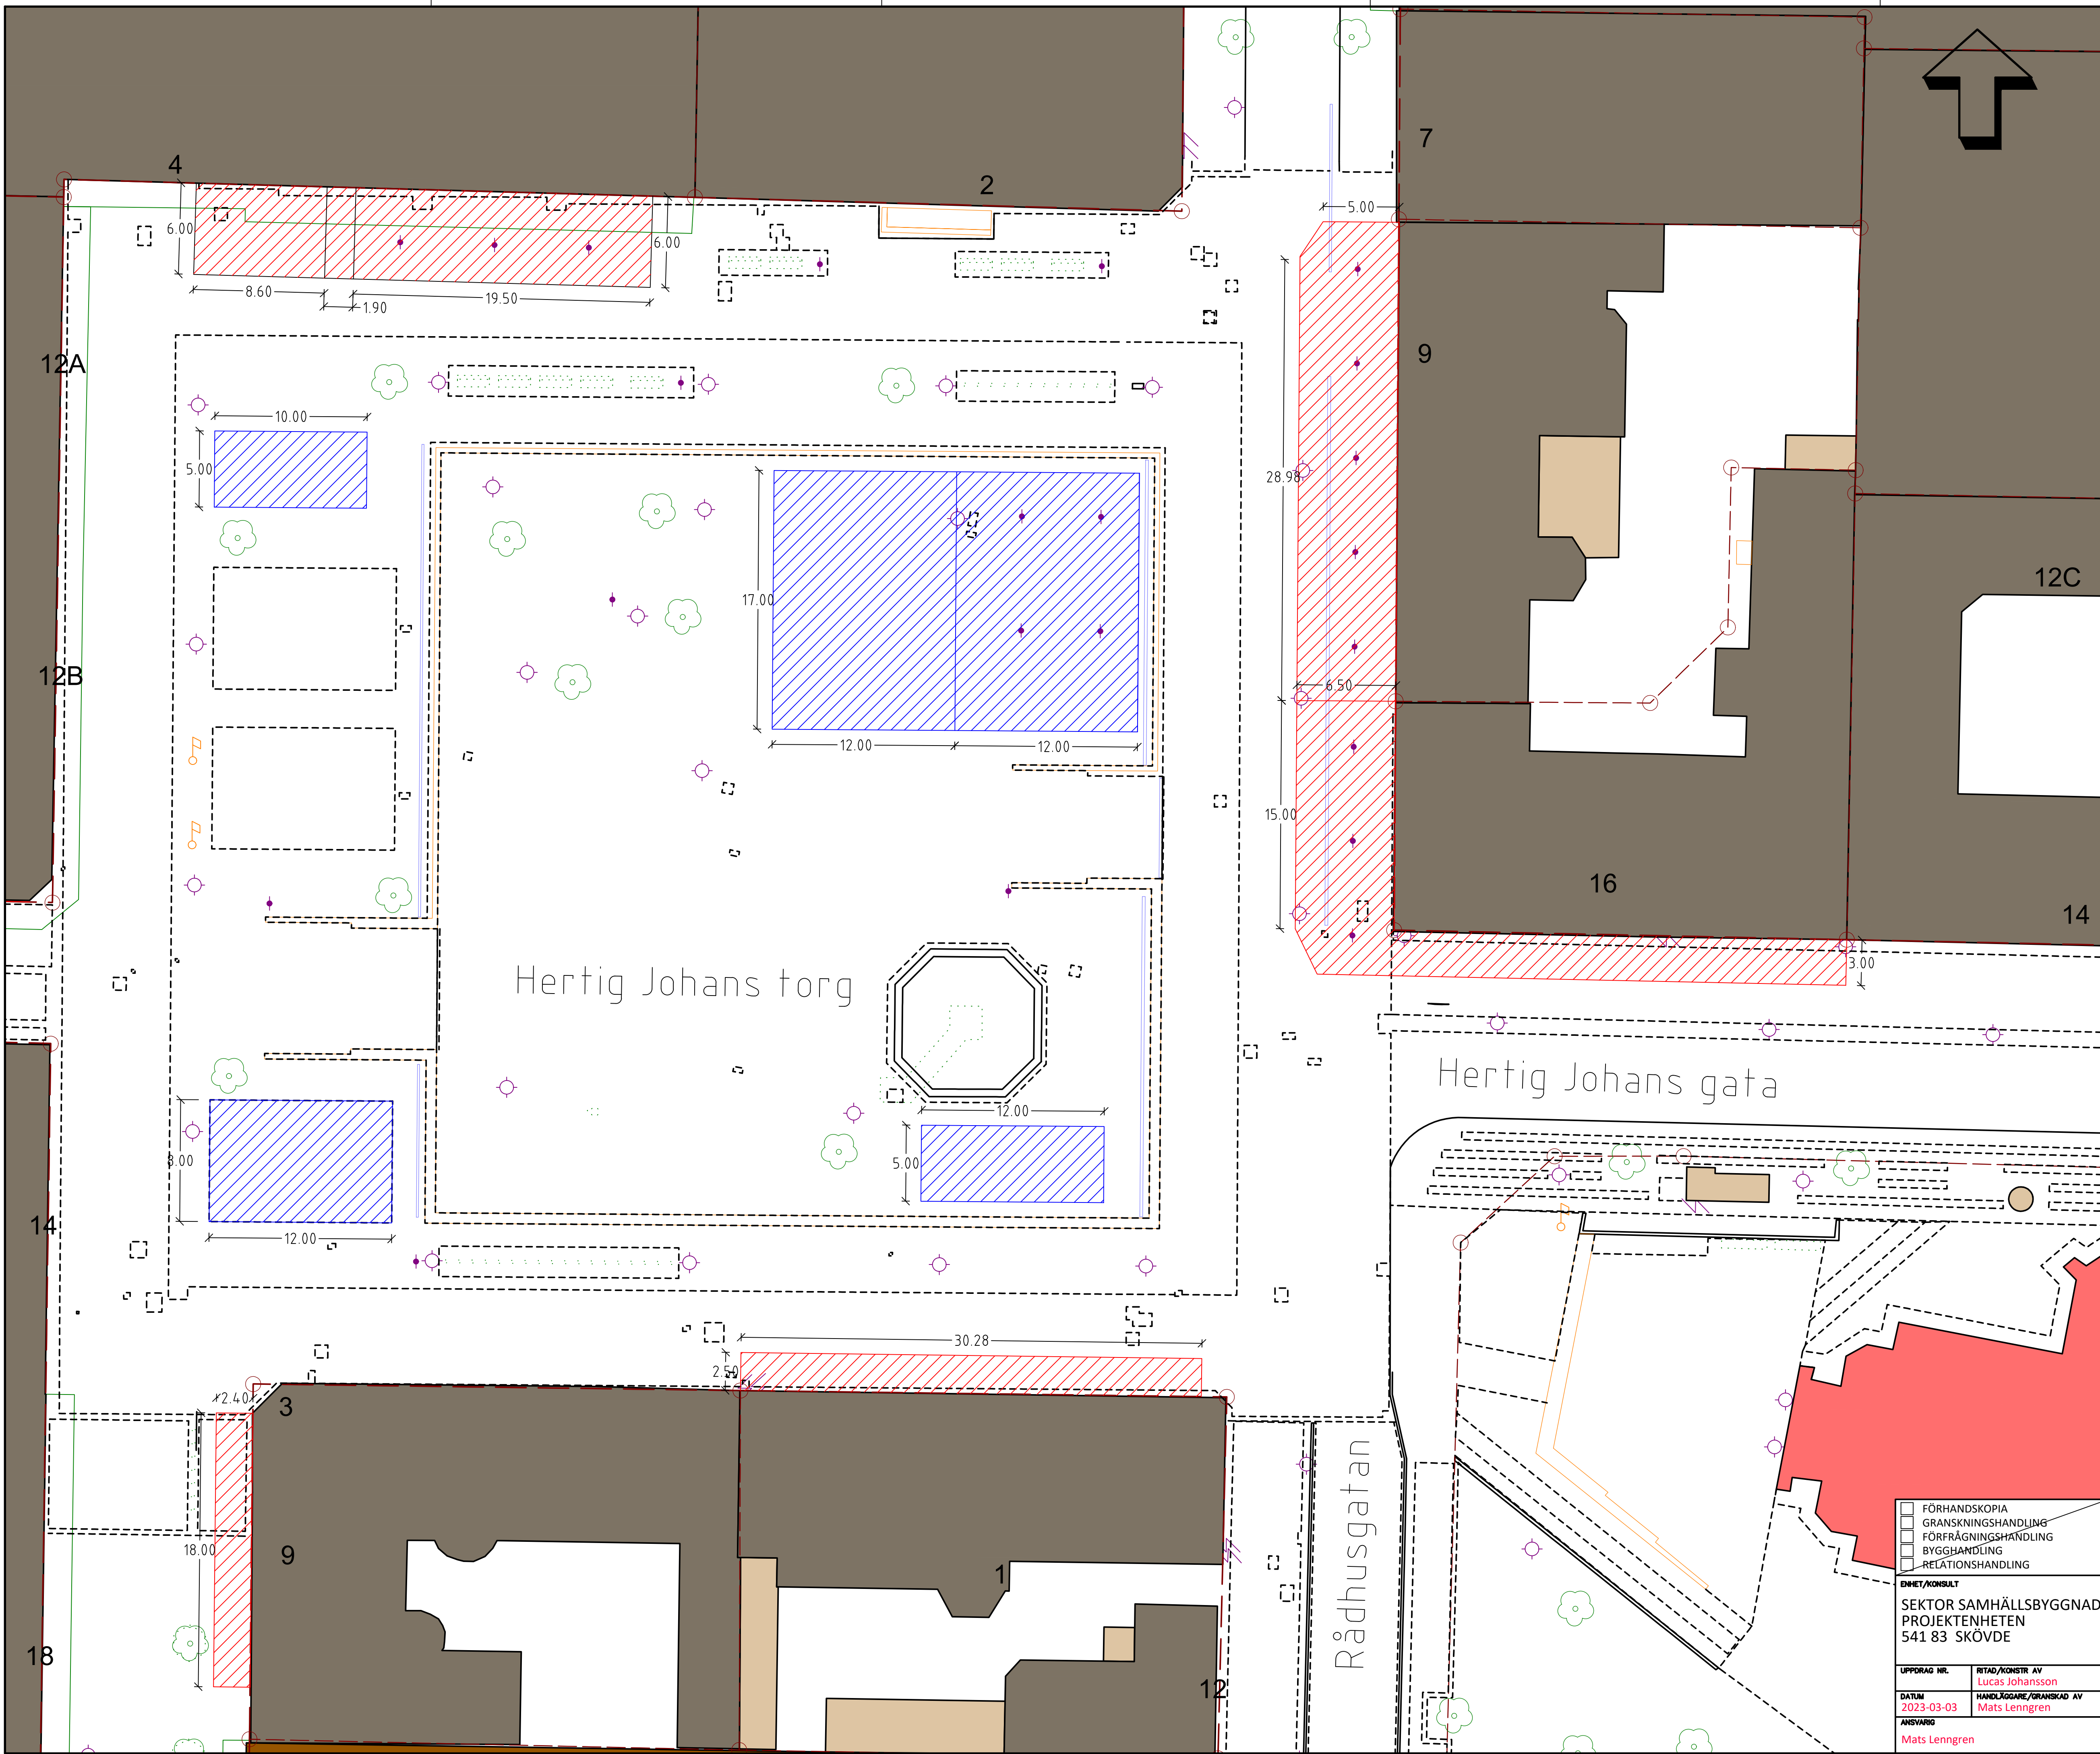 7
4
2
5.00
6.00
6.00
8.60
1.90
19.50
12A
9
10.00
5.00
28.98
12C
17.00
12B
6.50
12.00
12.00
15.00
16
14
3.00
Hertig Johans torg
Hertig Johans gata
12.00
8.00
5.00
14
12.00
30.28
2.50
2.40
3
Rådhusgatan
18.00
9
1
18
12
FÖRHANDSKOPIA
GRANSKNINGSHANDLING
FÖRFRÅGNINGSHANDLING
BYGGHANDLING
RELATIONSHANDLING
ENHET/KONSULT
SEKTOR SAMHÄLLSBYGGNAD
PROJEKTENHETEN
541 83 SKÖVDE
UPPDRAG NR.
RITAD/KONSTR AV
Lucas Johansson
DATUM
HANDLÄGGARE/GRANSKAD AV
2023-03-03
Mats Lenngren
ANSVARIG
Mats Lenngren